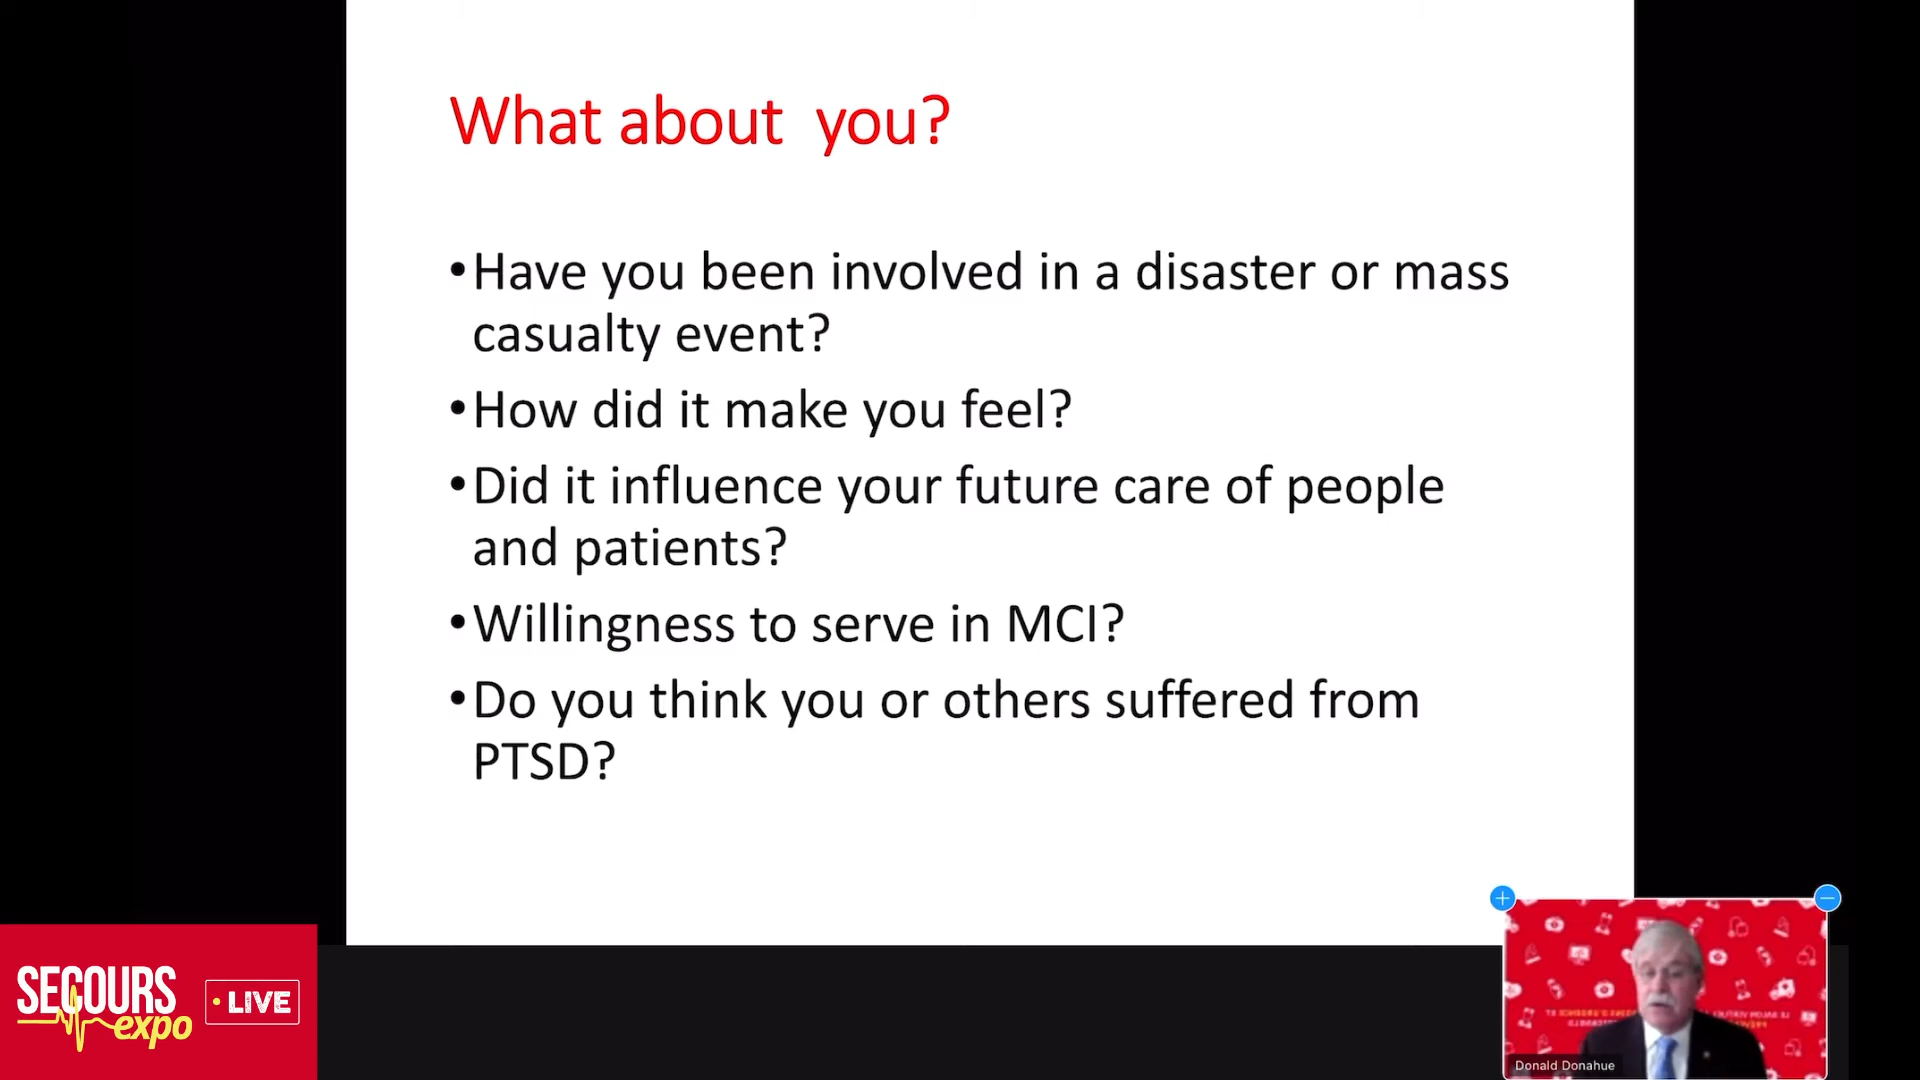 What about  you?
•Have you been involved in a disaster or mass
casualty event?
•How did it make you feel?
•Did it influence your future care of people
and patients?
•Willingness to serve in MCI?
•Do you think you or others suffered from
PTSD?
SECOURS
expo
• LIVE
Donald Donahue